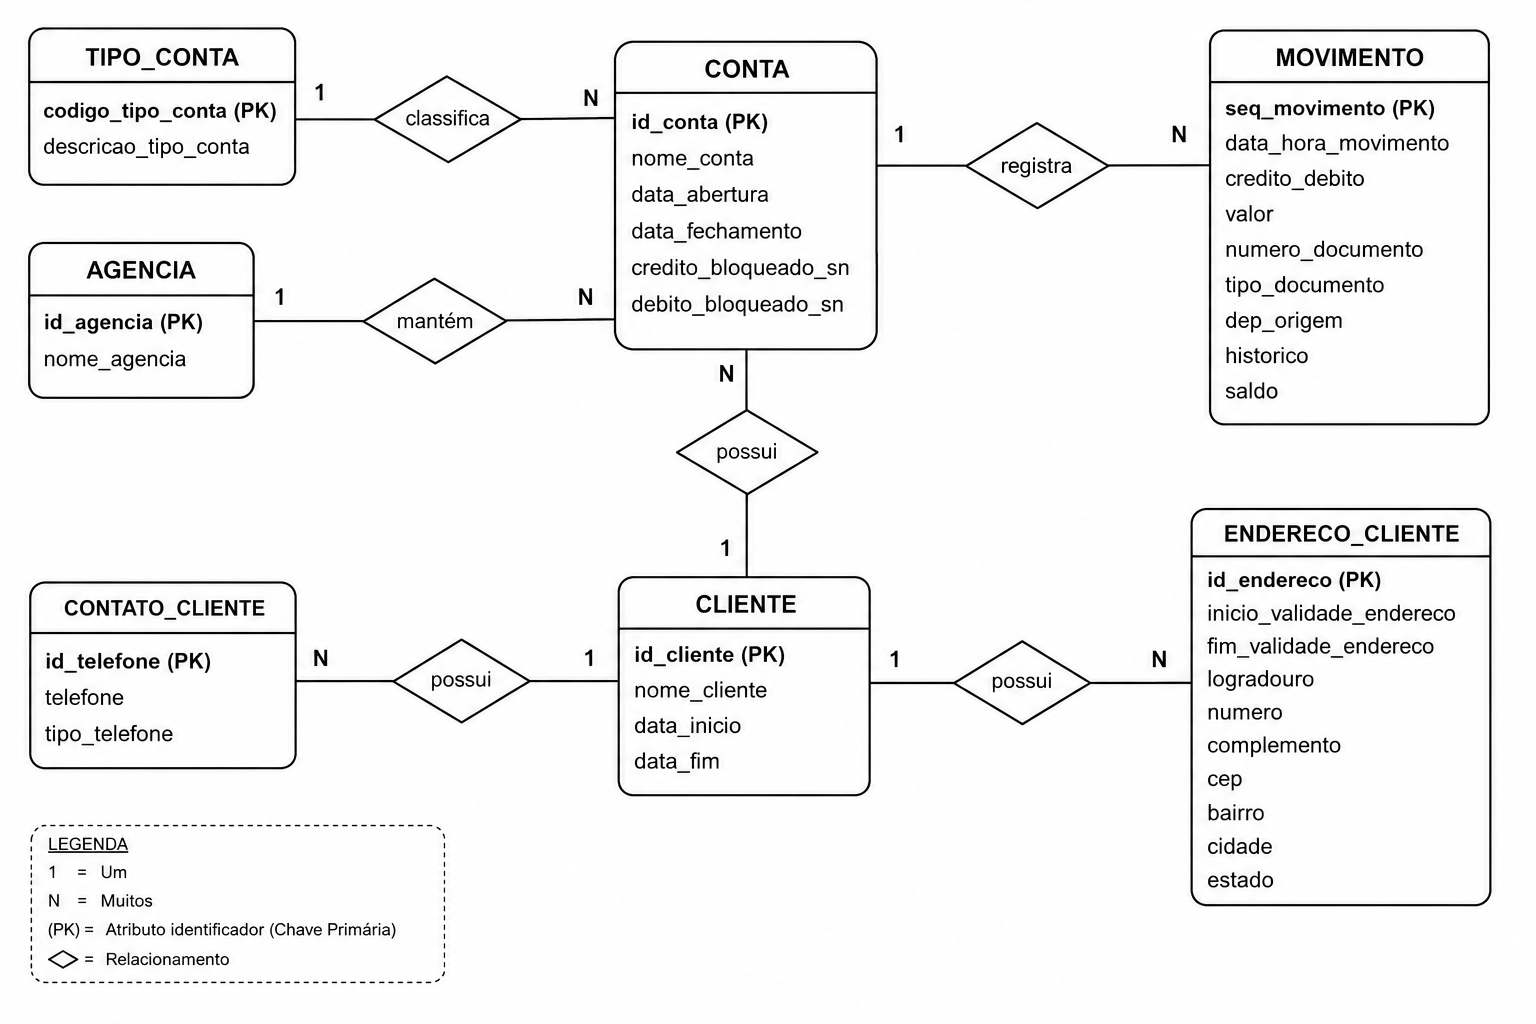 TIPO_CONTA
codigo_tipo_conta (PK)
descricao_tipo_conta
1
classifica
N
CONTA
id_conta (PK)
nome_conta
data_abertura
data_fechamento
credito_bloqueado_sn
debito_bloqueado_sn
1
registra
N
MOVIMENTO
seq_movimento (PK)
data_hora_movimento
credito_debito
valor
numero_documento
tipo_documento
dep_origem
historico
saldo
AGENCIA
id_agencia (PK)
nome_agencia
1
mantém
N
N
possui
1
CONTATO_CLIENTE
id_telefone (PK)
telefone
tipo_telefone
N
possui
1
CLIENTE
id_cliente (PK)
nome_cliente
data_inicio
data_fim
1
possui
N
ENDERECO_CLIENTE
id_endereco (PK)
inicio_validade_endereco
fim_validade_endereco
logradouro
numero
complemento
cep
bairro
cidade
estado
LEGENDA
1 = Um
N = Muitos
(PK) = Atributo identificador (Chave Primária)
= Relacionamento